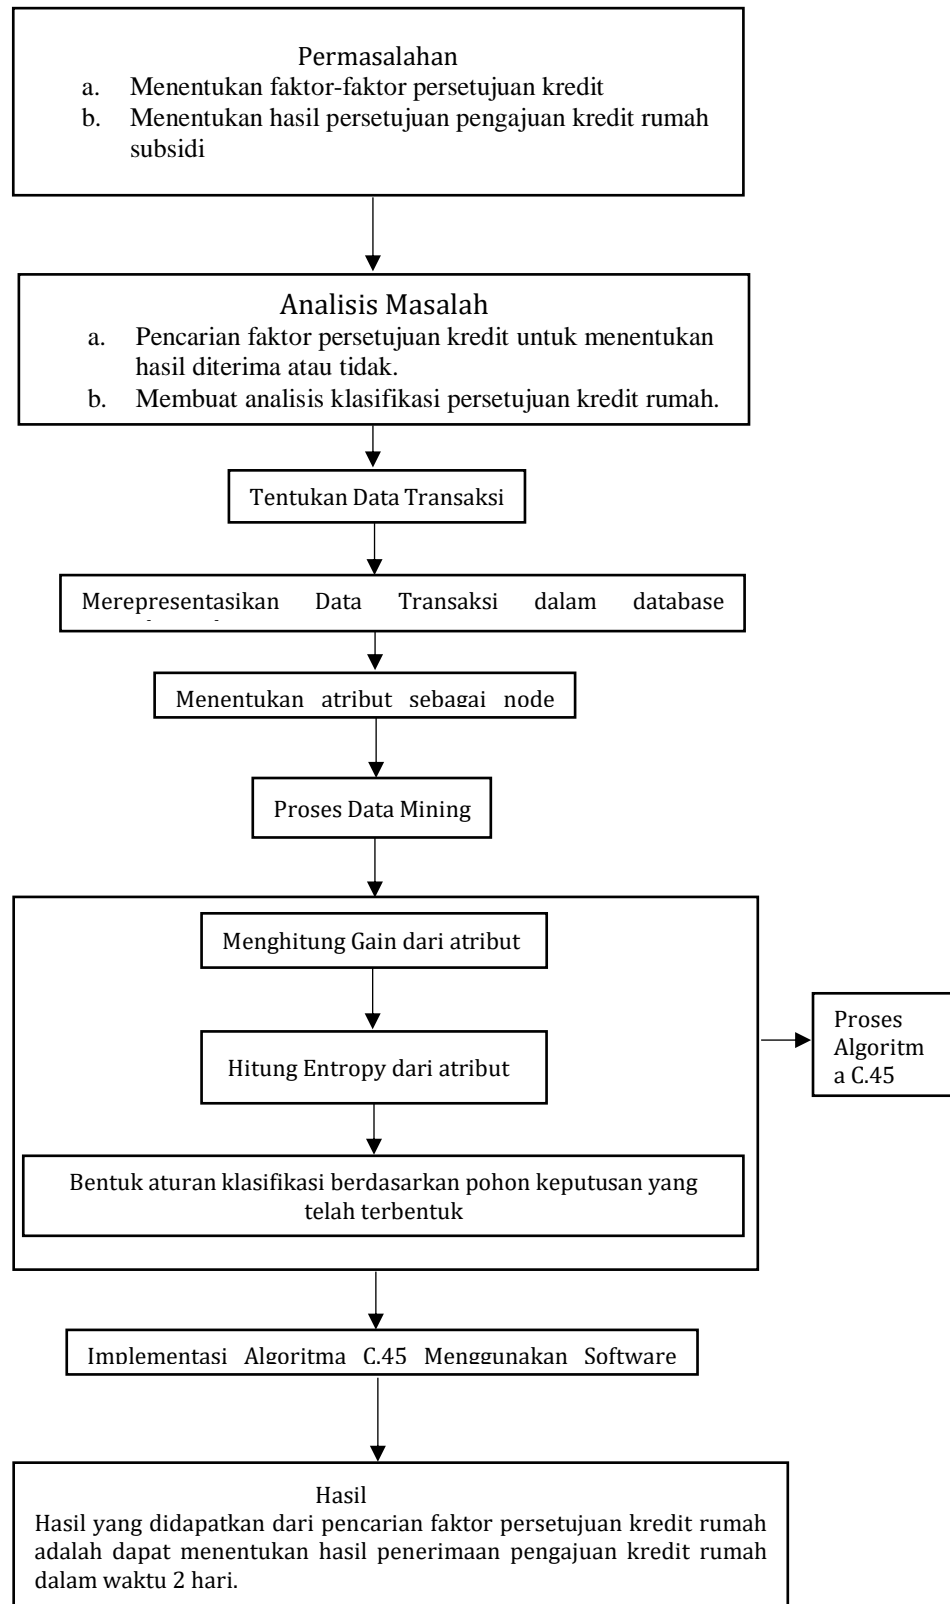 Permasalahan
a. Menentukan faktor-faktor persetujuan kredit
b. Menentukan hasil persetujuan pengajuan kredit rumah
subsidi
Analisis Masalah
a. Pencarian faktor persetujuan kredit untuk menentukan
hasil diterima atau tidak.
b. Membuat analisis klasifikasi persetujuan kredit rumah.
Tentukan Data Transaksi
Merepresentasikan Data Transaksi dalam database
Menentukan atribut sebagai node
Proses Data Mining
Menghitung Gain dari atribut
Hitung Entropy dari atribut
Bentuk aturan klasifikasi berdasarkan pohon keputusan yang
telah terbentuk
Proses
Algoritm
a C.45
Implementasi Algoritma C.45 Menggunakan Software
Hasil
Hasil yang didapatkan dari pencarian faktor persetujuan kredit rumah
adalah dapat menentukan hasil penerimaan pengajuan kredit rumah
dalam waktu 2 hari.